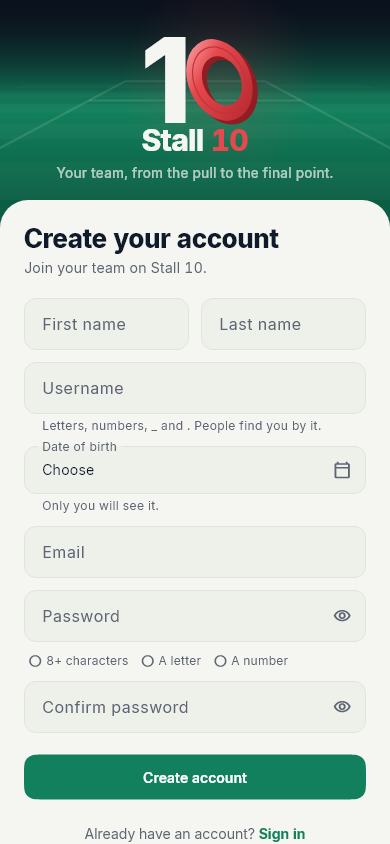 10
Stall 10
Your team, from the pull to the final point.
Create your account
Join your team on Stall 10.
First name
Last name
Username
Letters, numbers, _ and . People find you by it.
Date of birth
Choose
Only you will see it.
Email
Password
8+ characters
A letter
A number
Confirm password
Create account
Already have an account? Sign in